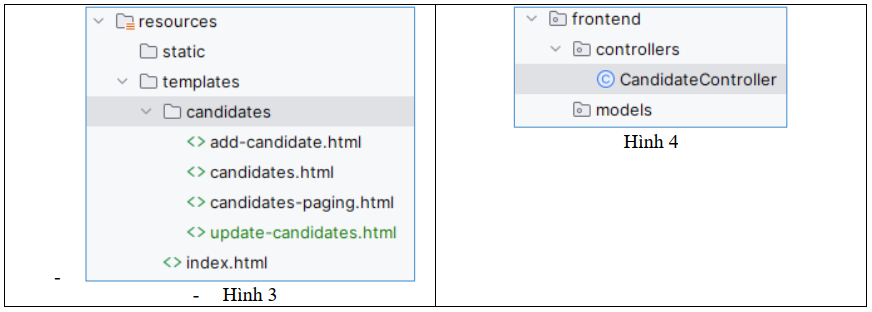 resources
static
templates
candidates
<> add-candidate.html
<> candidates.html
<> candidates-paging.html
<> update-candidates.html
<> index.html
-
- Hình 3
frontend
controllers
© CandidateController
models
Hình 4